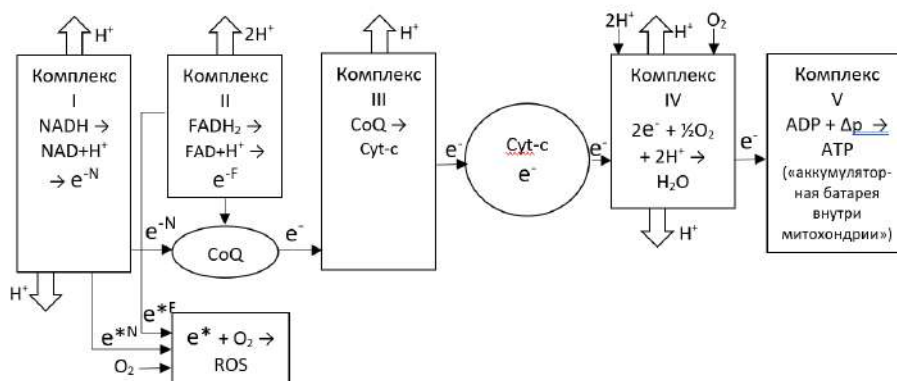 H⁺
Комплекс
I
NADH →
NAD+H⁺
→ e⁻ᴺ
H⁺
2H⁺
Комплекс
II
FADH₂ →
FAD+H⁺→
e⁻ꟳ
e⁻ᴺ
CoQ
e⁻
H⁺
Комплекс
III
CoQ →
Cyt-c
e⁻
Cyt-c
e⁻
e⁻
2H⁺
H⁺
O₂
Комплекс
IV
2e⁻ + ½O₂
+ 2H⁺ →
H₂O
H⁺
e⁻
Комплекс
V
ADP + Δp →
ATP
(«аккумулятор-
ная батарея
внутри
митохондрии»)
e*ꟳ
e*ᴺ
O₂
e* + O₂ →
ROS